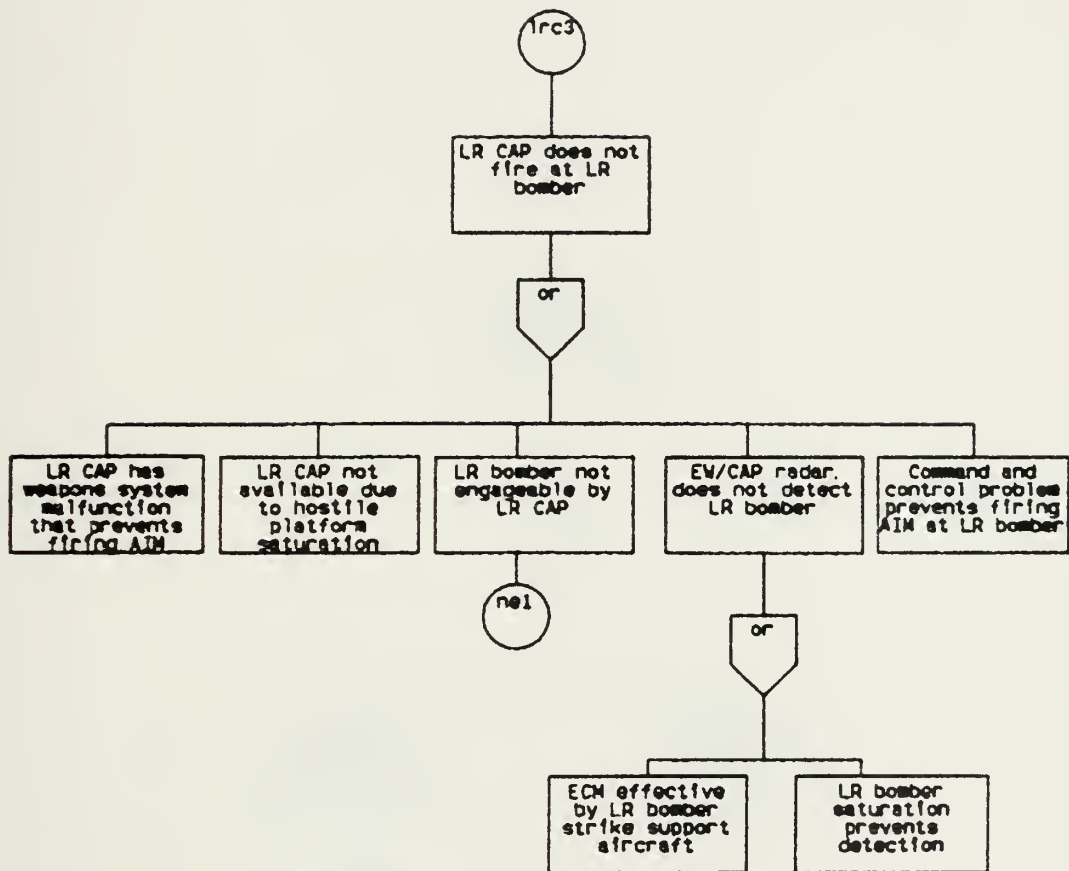 lrc3
LR CAP does not
fire at LR
bomber
or
LR CAP has
weapons system
malfunction
that prevents
firing AIM
LR CAP not
available due
to hostile
platform
saturation
LR bomber not
engageable by
LR CAP
EW/CAP radar.
does not detect
LR bomber
Command and
control problem
prevents firing
AIM at LR bomber
ne1
or
ECM effective
by LR bomber
strike support
aircraft
LR bomber
saturation
prevents
detection